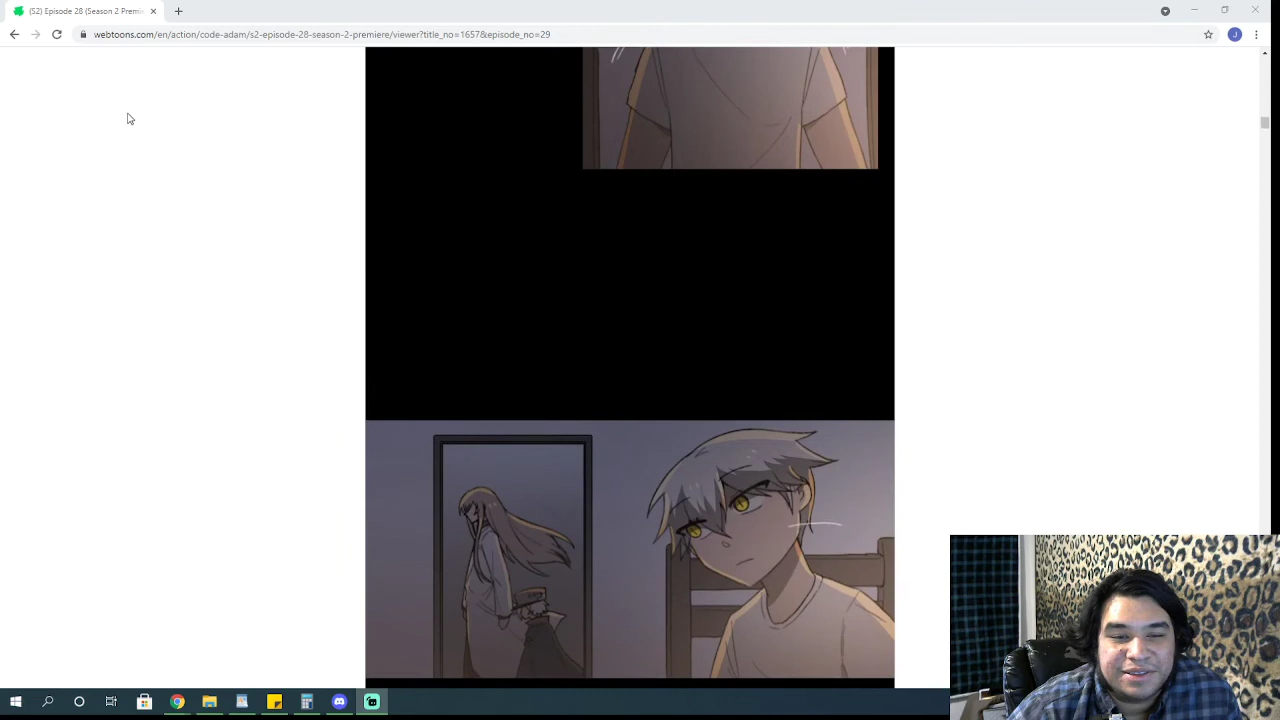 (S2) Episode 28 (Season 2 Premi
webtoons.com/en/action/code-adam/s2-episode-28-season-2-premiere/viewer?title_no=1657&episode_no=29
J